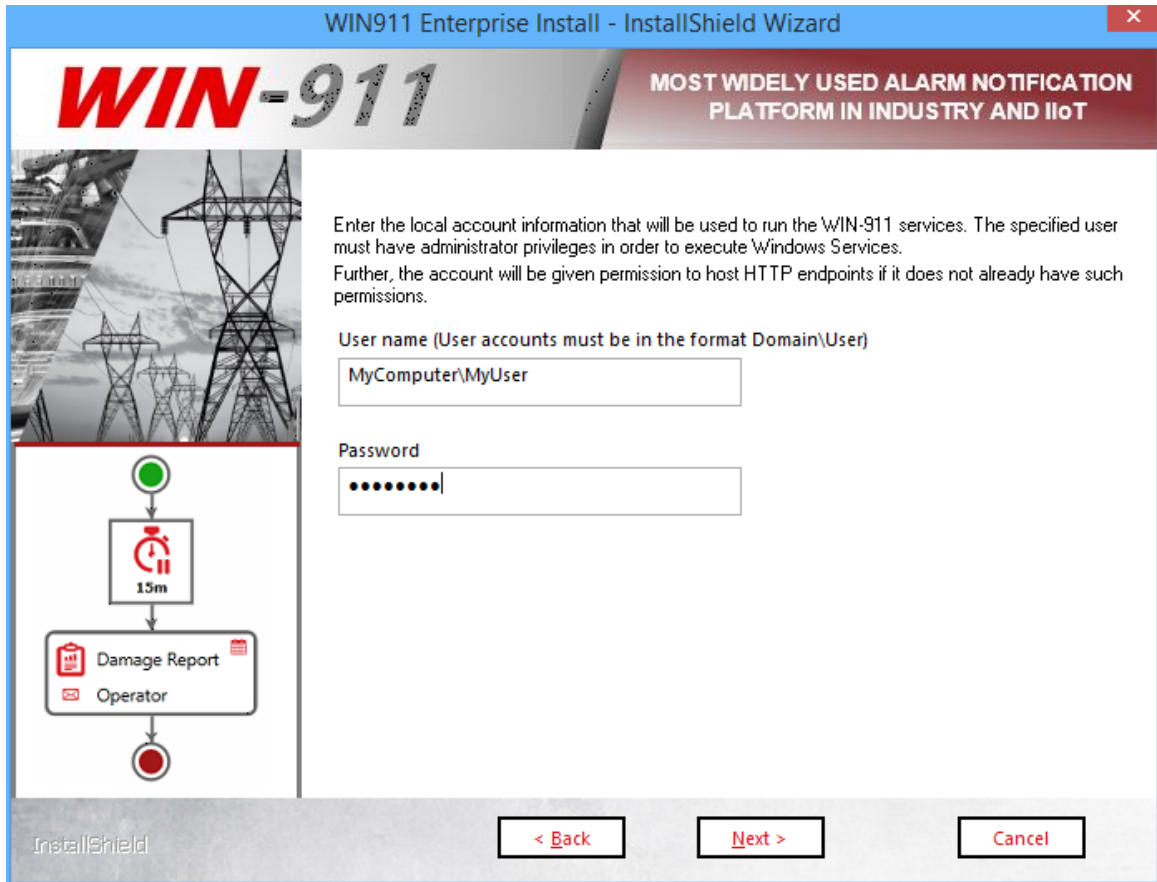 WIN911 Enterprise Install - InstallShield Wizard
WIN-911
MOST WIDELY USED ALARM NOTIFICATION
PLATFORM IN INDUSTRY AND IIoT
Enter the local account information that will be used to run the WIN-911 services. The specified user
must have administrator privileges in order to execute Windows Services.
Further, the account will be given permission to host HTTP endpoints if it does not already have such
permissions.
User name (User accounts must be in the format Domain\User)
MyComputer\MyUser
Password
••••••••
15m
Damage Report
Operator
InstallShield
< Back
Next >
Cancel